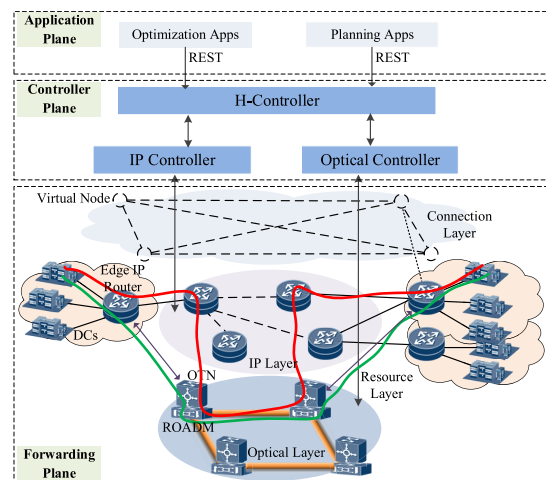 Application
Plane
Optimization Apps
Planning Apps
REST
REST
Controller
Plane
H-Controller
IP Controller
Optical Controller
Virtual Node
Connection
Layer
Edge IP
Router
DCs
IP Layer
OTN
Resource
Layer
ROADM
Optical Layer
Forwarding
Plane